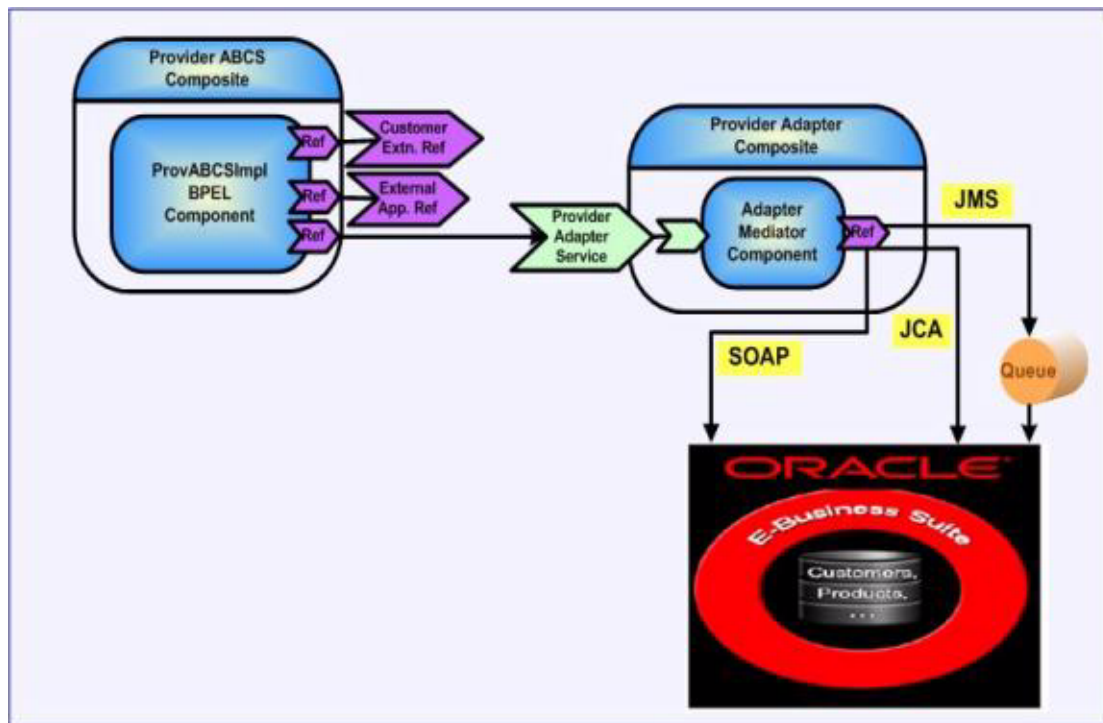 Provider ABCS
Composite
ProvABCSImpl
BPEL
Component
Ref
Ref
Ref
Customer
Extn. Ref
External
App. Ref
Provider
Adapter
Service
Provider Adapter
Composite
Adapter
Mediator
Component
Ref
JMS
JCA
SOAP
Queue
ORACLE
E-Business Suite
Customers,
Products,
...